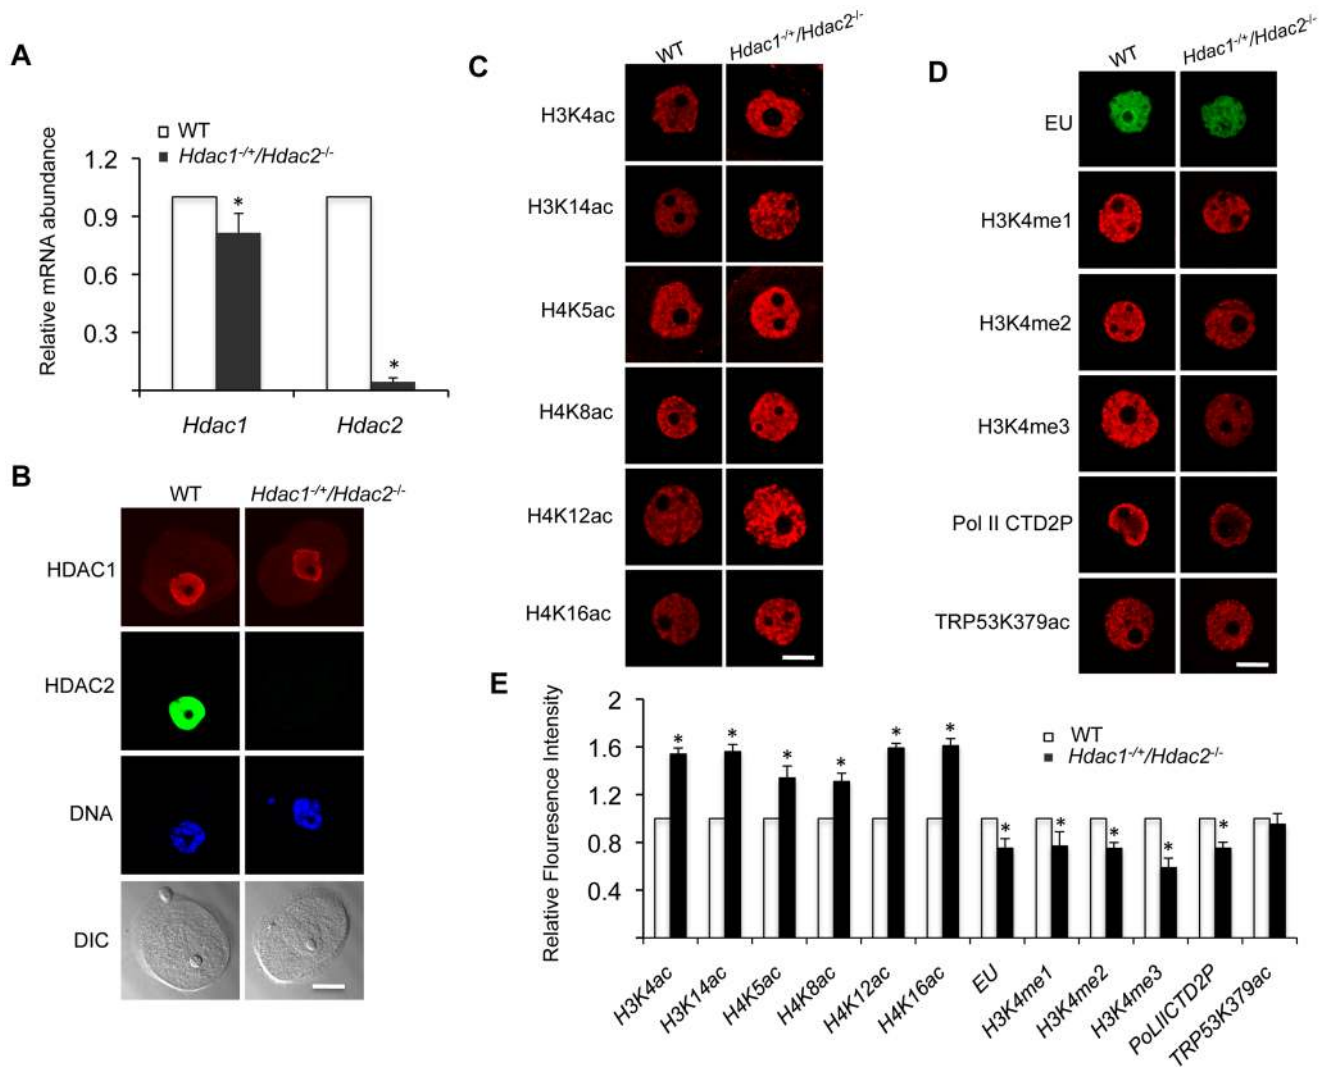 A
WT
Hdac1-/+/Hdac2-/-
Relative mRNA abundance
1.2
0.9
0.6
0.3
*
*
Hdac1
Hdac2
B
WT
Hdac1-/+/Hdac2-/-
HDAC1
HDAC2
DNA
DIC
C
WT
Hdac1-/+/Hdac2-/-
H3K4ac
H3K14ac
H4K5ac
H4K8ac
H4K12ac
H4K16ac
D
WT
Hdac1-/+/Hdac2-/-
EU
H3K4me1
H3K4me2
H3K4me3
Pol II CTD2P
TRP53K379ac
E
Relative Flouresence Intensity
2
1.6
1.2
0.8
0.4
WT
Hdac1-/+/Hdac2-/-
* * * * * * * * * * *
H3K4ac
H3K14ac
H4K5ac
H4K8ac
H4K12ac
H4K16ac
EU
H3K4me1
H3K4me2
H3K4me3
PoLIICTD2P
TRP53K379ac